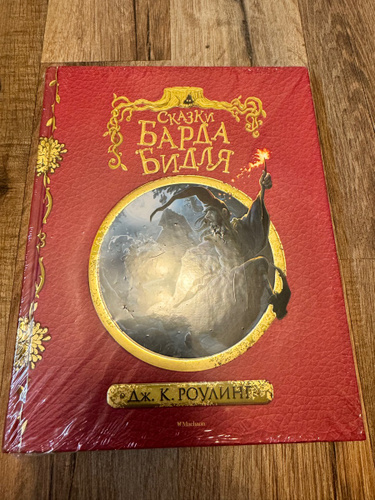 Сказки
Барда
Бидля
Дж. К. Роулинг
Machaon